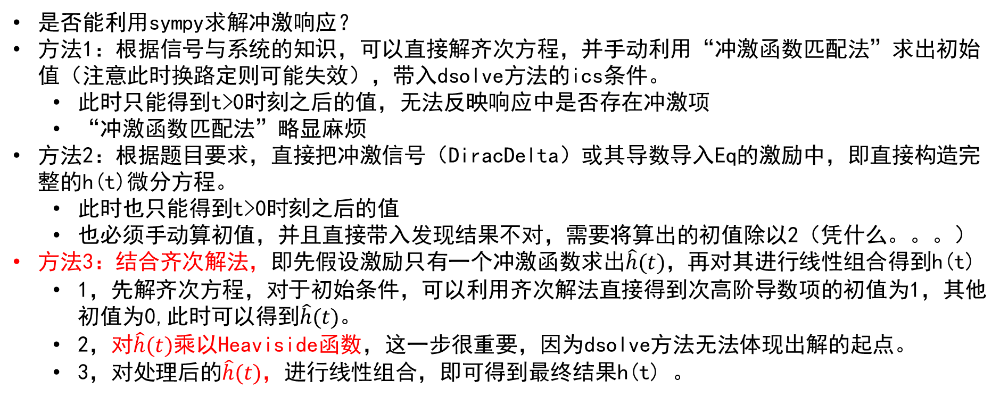 • 是否能利用sympy求解冲激响应？
• 方法1：根据信号与系统的知识，可以直接解齐次方程，并手动利用“冲激函数匹配法”求出初始
值（注意此时换路定则可能失效），带入dsolve方法的ics条件。
• 此时只能得到t>0时刻之后的值，无法反映响应中是否存在冲激项
• “冲激函数匹配法”略显麻烦
• 方法2：根据题目要求，直接把冲激信号（DiracDelta）或其导数导入Eq的激励中，即直接构造完
整的h(t)微分方程。
• 此时也只能得到t>0时刻之后的值
• 也必须手动算初值，并且直接带入发现结果不对，需要将算出的初值除以2（凭什么。。。）
• 方法3：结合齐次解法，即先假设激励只有一个冲激函数求出ĥ(t)，再对其进行线性组合得到h(t)
• 1，先解齐次方程，对于初始条件，可以利用齐次解法直接得到次高阶导数项的初值为1，其他
初值为0,此时可以得到ĥ(t)。
• 2，对ĥ(t)乘以Heaviside函数，这一步很重要，因为dsolve方法无法体现出解的起点。
• 3，对处理后的ĥ(t)，进行线性组合，即可得到最终结果h(t) 。